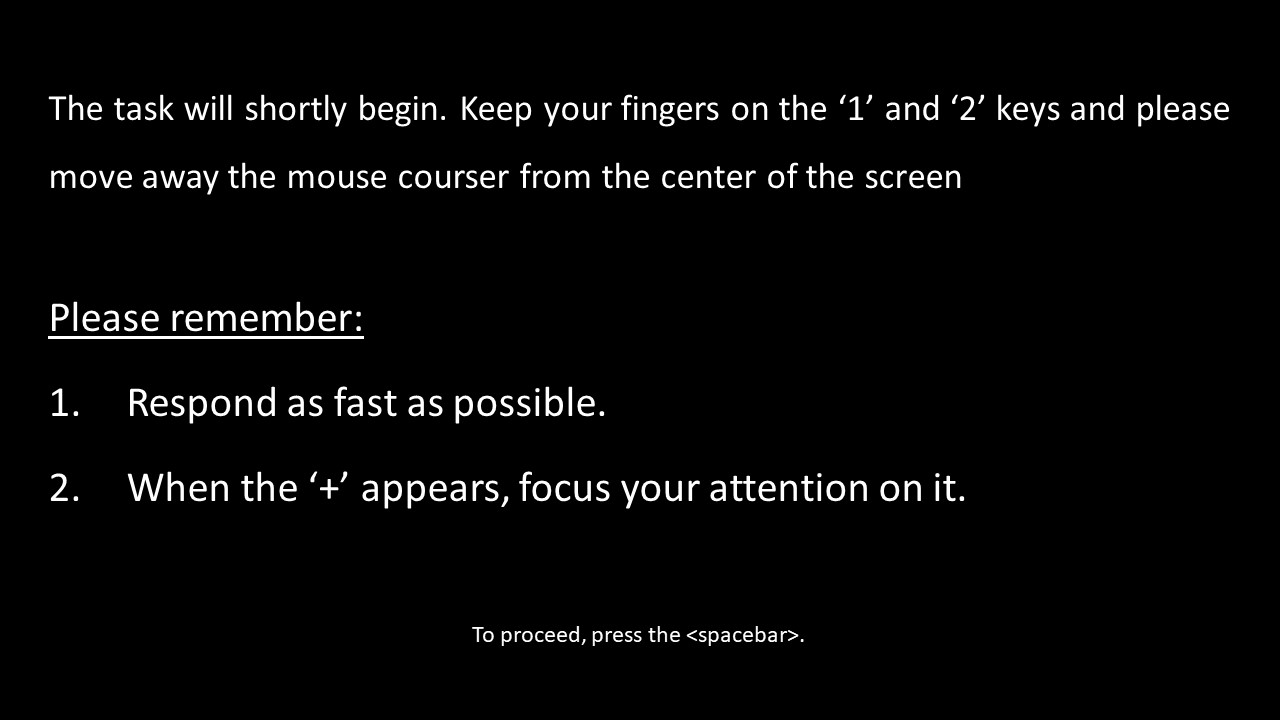 The task will shortly begin. Keep your fingers on the ‘1’ and ‘2’ keys and please
move away the mouse courser from the center of the screen
Please remember:
1. Respond as fast as possible.
2. When the ‘+’ appears, focus your attention on it.
To proceed, press the <spacebar>.